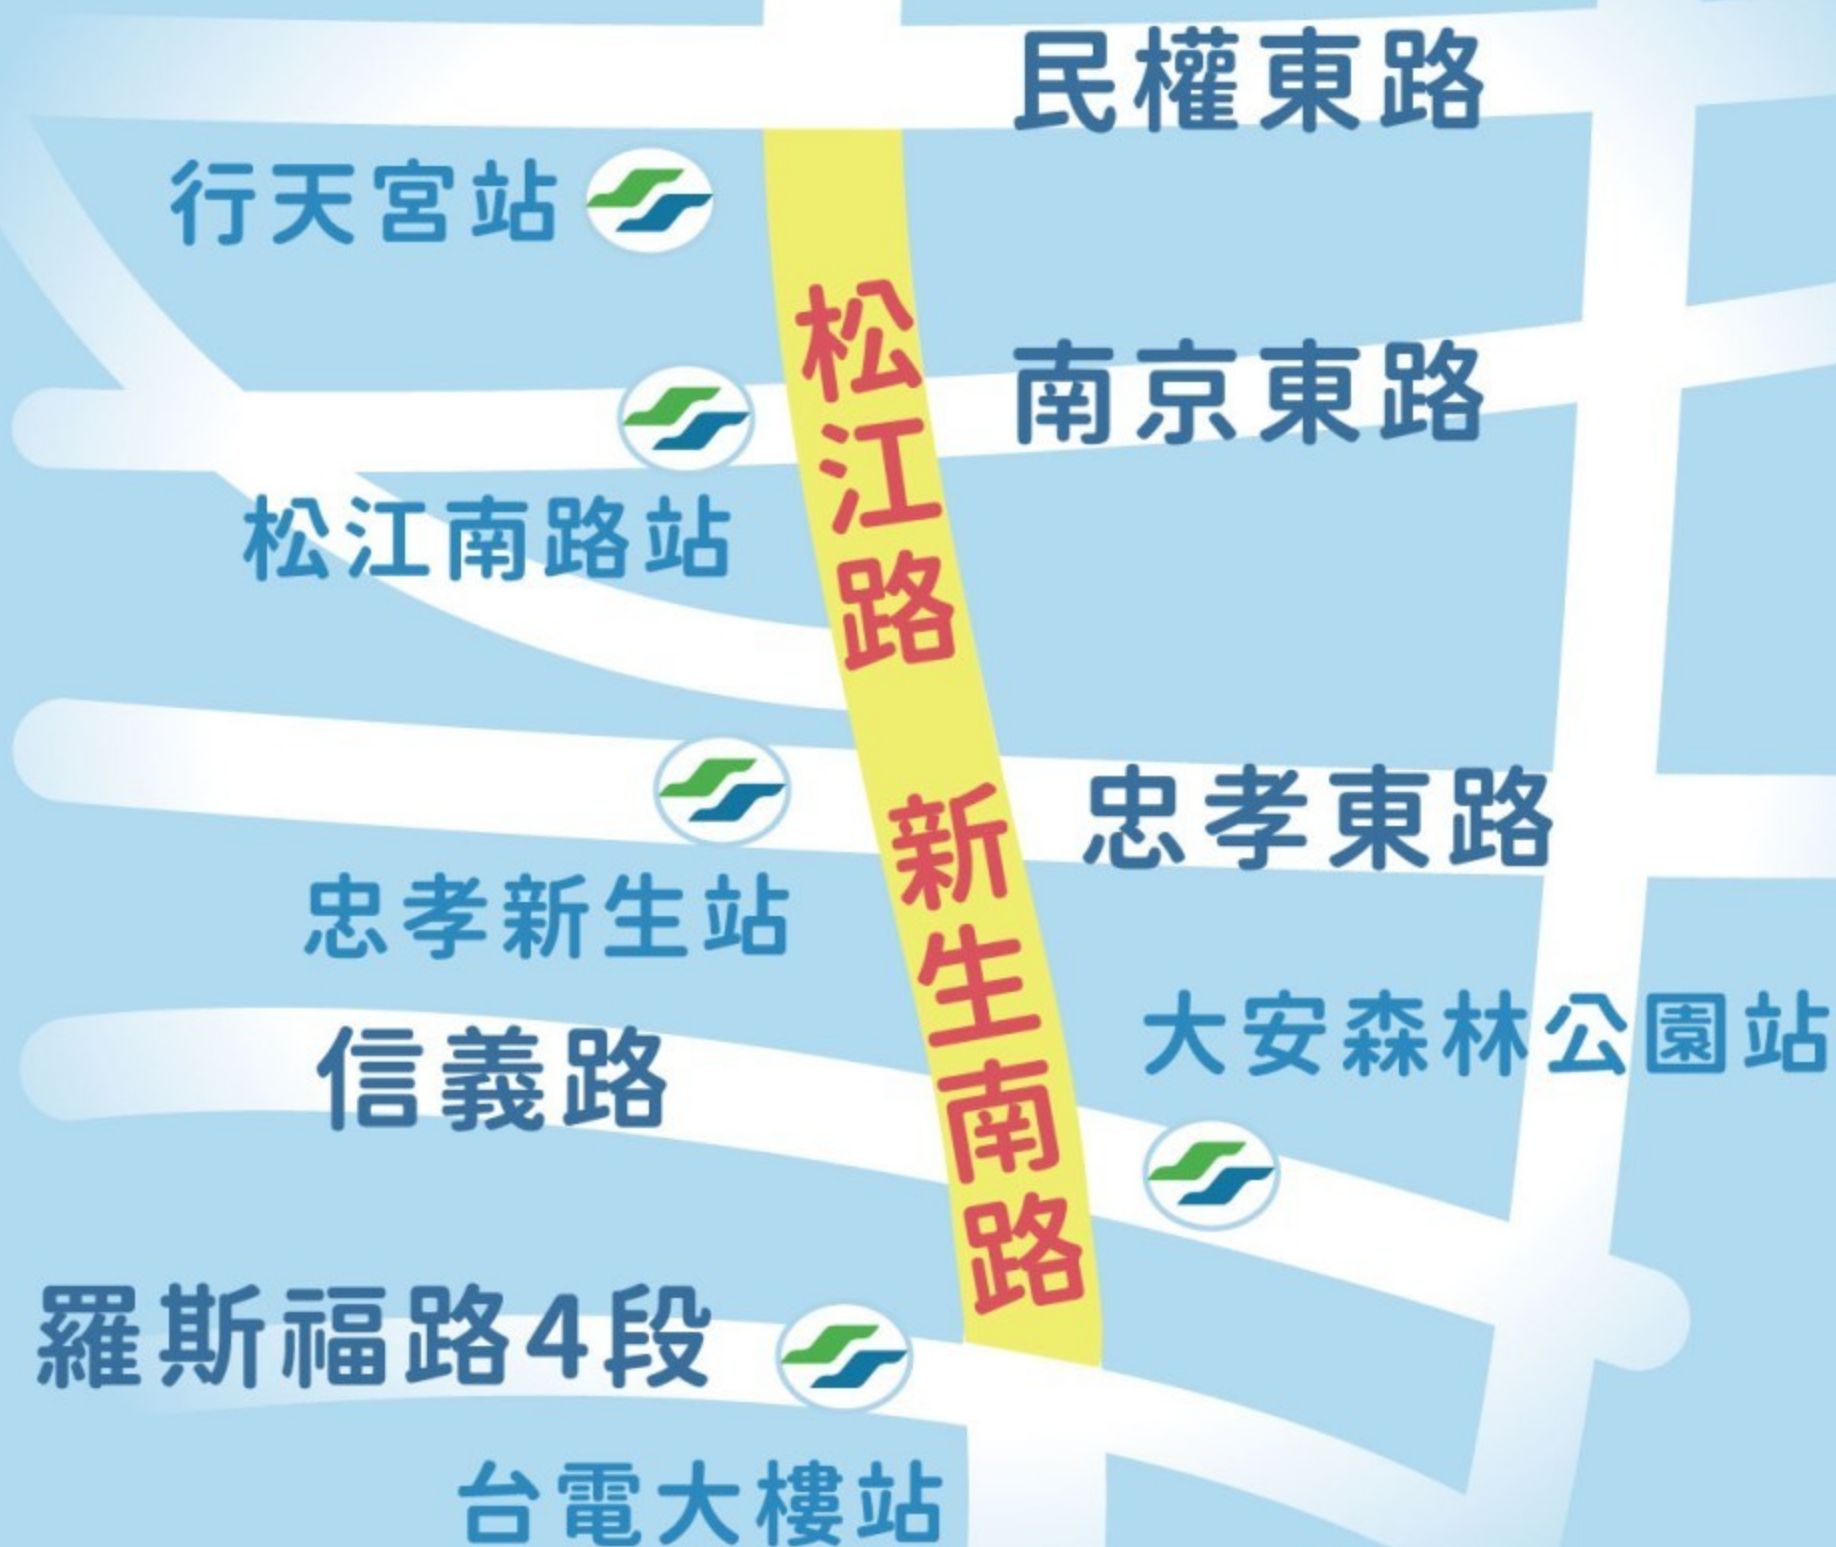 民權東路
行天宮站
松江路
南京東路
松江南路站
新生南路
忠孝東路
忠孝新生站
大安森林公園站
信義路
羅斯福路4段
台電大樓站